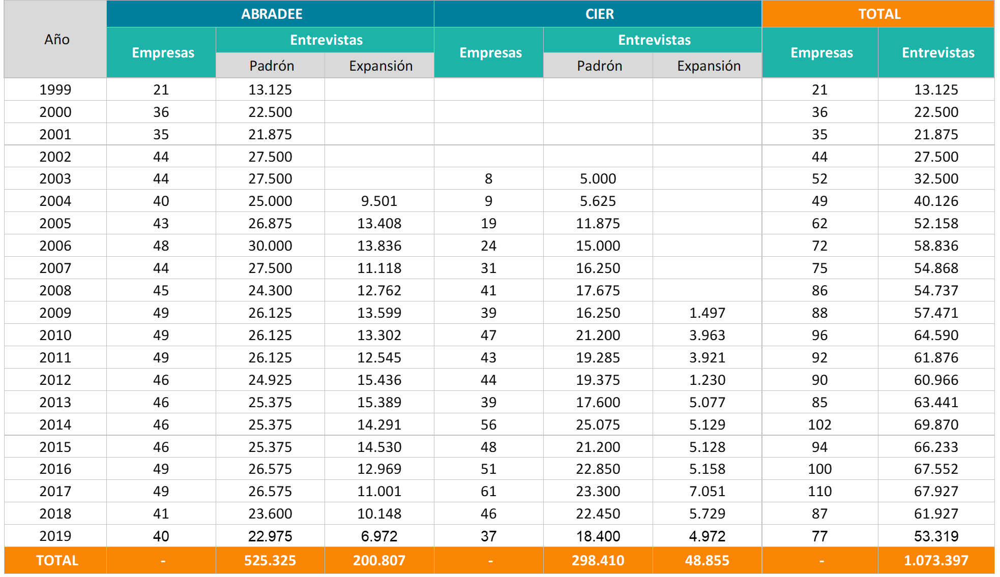 ABRADEE CIER TOTAL
Año Empresas Entrevistas Empresas Entrevistas Empresas Entrevistas
Padrón Expansión Padrón Expansión
1999 21 13.125 21 13.125
2000 36 22.500 36 22.500
2001 35 21.875 35 21.875
2002 44 27.500 44 27.500
2003 44 27.500 8 5.000 52 32.500
2004 40 25.000 9.501 9 5.625 49 40.126
2005 43 26.875 13.408 19 11.875 62 52.158
2006 48 30.000 13.836 24 15.000 72 58.836
2007 44 27.500 11.118 31 16.250 75 54.868
2008 45 24.300 12.762 41 17.675 86 54.737
2009 49 26.125 13.599 39 16.250 1.497 88 57.471
2010 49 26.125 13.302 47 21.200 3.963 96 64.590
2011 49 26.125 12.545 43 19.285 3.921 92 61.876
2012 46 24.925 15.436 44 19.375 1.230 90 60.966
2013 46 25.375 15.389 39 17.600 5.077 85 63.441
2014 46 25.375 14.291 56 25.075 5.129 102 69.870
2015 46 25.375 14.530 48 21.200 5.128 94 66.233
2016 49 26.575 12.969 51 22.850 5.158 100 67.552
2017 49 26.575 11.001 61 23.300 7.051 110 67.927
2018 41 23.600 10.148 46 22.450 5.729 87 61.927
2019 40 22.975 6.972 37 18.400 4.972 77 53.319
TOTAL - 525.325 200.807 - 298.410 48.855 - 1.073.397